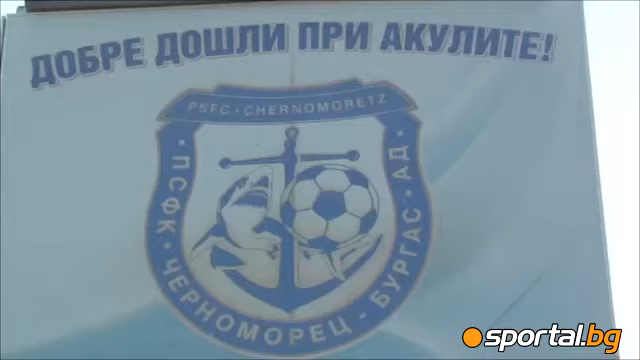 ДОБРЕ ДОШЛИ ПРИ АКУЛИТЕ!
PSFC - CHERNOMORETZ
ПСФК · ЧЕРНОМОРЕЦ · БУРГАС · АД
sportal.bg